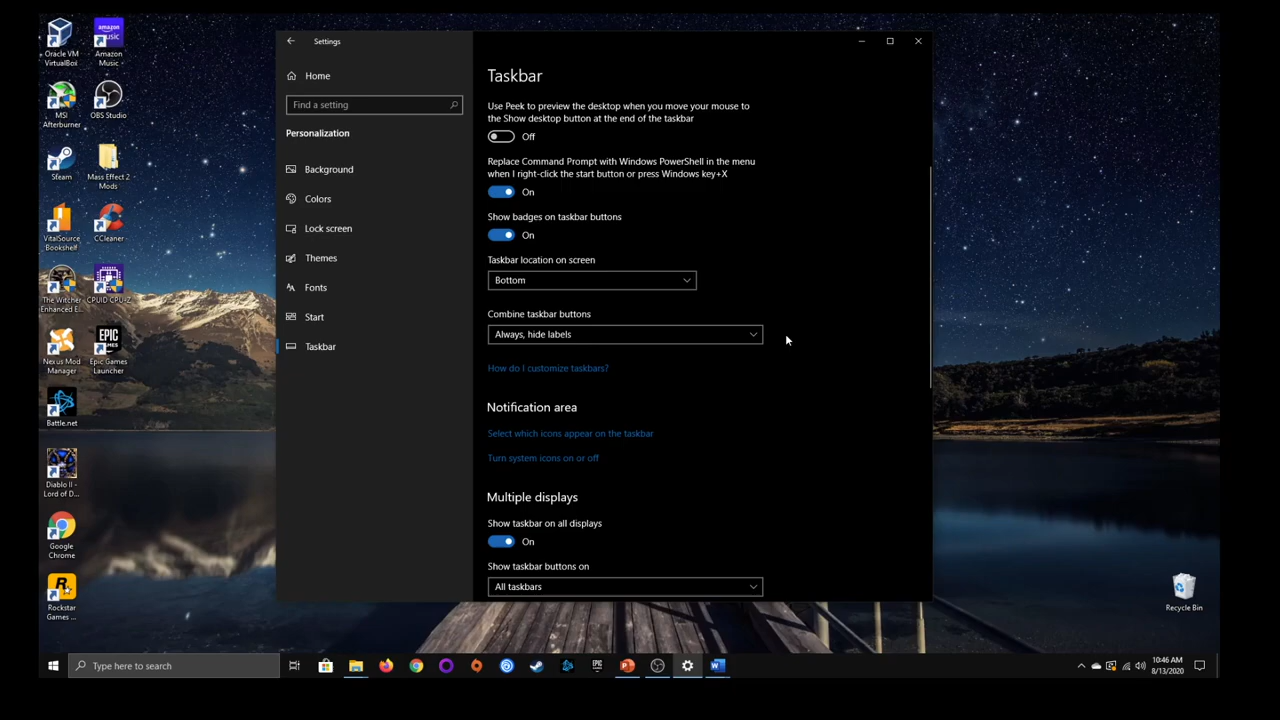 Oracle VM
VirtualBox
amazon
music
Amazon
Music -
MSI
Afterburner
OBS Studio
Steam
Mass Effect 2
Mods
VitalSource
Bookshelf
CCleaner
The Witcher
Enhanced E...
CPUID CPU-Z
Nexus Mod
Manager
EPIC
GAMES
Epic Games
Launcher
Battle.net
Diablo II -
Lord of D...
Google
Chrome
R
Rockstar
Games ...
Settings
Home
Find a setting
Personalization
Background
Colors
Lock screen
Themes
Fonts
Start
Taskbar
Taskbar
Use Peek to preview the desktop when you move your mouse to
the Show desktop button at the end of the taskbar
Off
Replace Command Prompt with Windows PowerShell in the menu
when I right-click the start button or press Windows key+X
On
Show badges on taskbar buttons
On
Taskbar location on screen
Bottom
Combine taskbar buttons
Always, hide labels
How do I customize taskbars?
Notification area
Select which icons appear on the taskbar
Turn system icons on or off
Multiple displays
Show taskbar on all displays
On
Show taskbar buttons on
All taskbars
Recycle Bin
Type here to search
EPIC
10:46 AM
8/13/2020